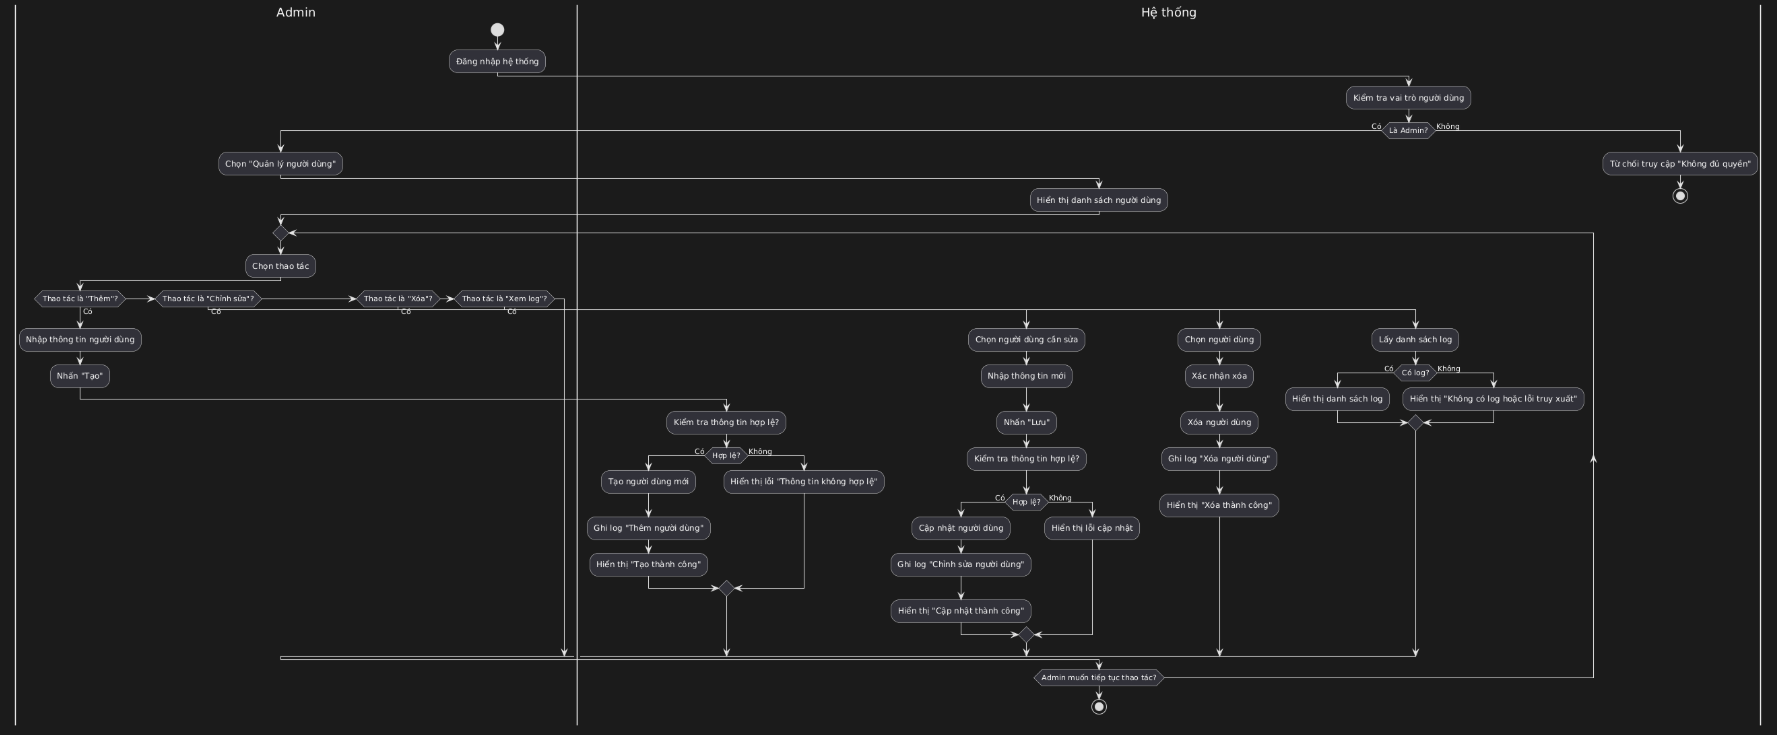 Admin
Hệ thống
Đăng nhập hệ thống
Kiểm tra vai trò người dùng
Có
Là Admin?
Không
Chọn "Quản lý người dùng"
Từ chối truy cập "Không đủ quyền"
Hiển thị danh sách người dùng
Chọn thao tác
Thao tác là "Thêm"?
Thao tác là "Chỉnh sửa"?
Thao tác là "Xóa"?
Thao tác là "Xem log"?
Có
Có
Có
Có
Nhập thông tin người dùng
Chọn người dùng cần sửa
Chọn người dùng
Lấy danh sách log
Nhấn "Tạo"
Nhập thông tin mới
Xác nhận xóa
Có
Có log?
Không
Hiển thị danh sách log
Hiển thị "Không có log hoặc lỗi truy xuất"
Kiểm tra thông tin hợp lệ?
Nhấn "Lưu"
Xóa người dùng
Có
Hợp lệ?
Không
Kiểm tra thông tin hợp lệ?
Ghi log "Xóa người dùng"
Tạo người dùng mới
Hiển thị lỗi "Thông tin không hợp lệ"
Có
Hợp lệ?
Không
Hiển thị "Xóa thành công"
Ghi log "Thêm người dùng"
Cập nhật người dùng
Hiển thị lỗi cập nhật
Hiển thị "Tạo thành công"
Ghi log "Chỉnh sửa người dùng"
Hiển thị "Cập nhật thành công"
Admin muốn tiếp tục thao tác?